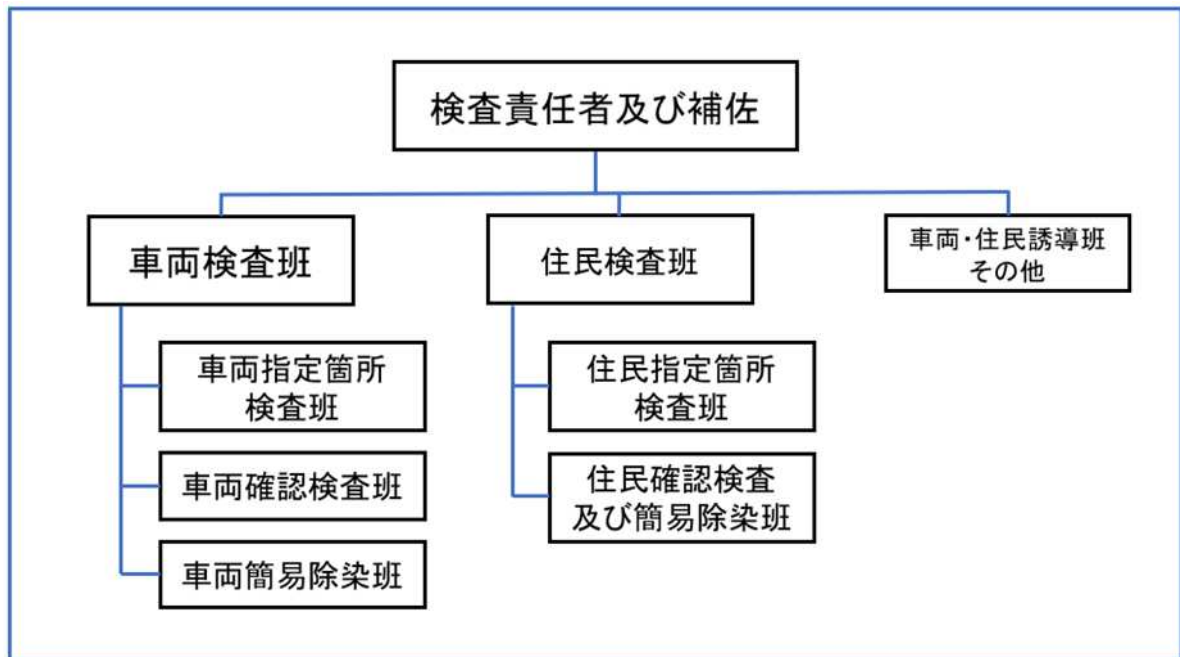 検査責任者及び補佐
車両検査班
住民検査班
車両・住民誘導班
その他
車両指定箇所
検査班
車両確認検査班
車両簡易除染班
住民指定箇所
検査班
住民確認検査
及び簡易除染班